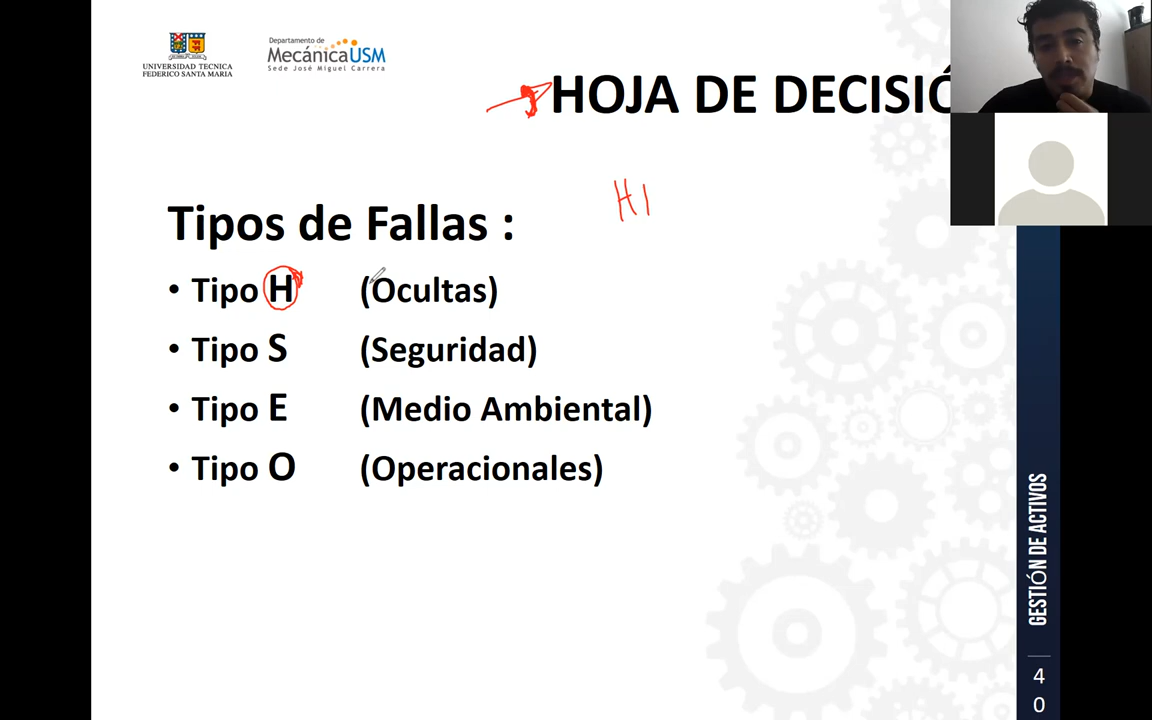 UNIVERSIDAD TECNICA
FEDERICO SANTA MARIA
Departamento de
MecánicaUSM
Sede José Miguel Carrera
HOJA DE DECISIÓ
H1
Tipos de Fallas :
• Tipo H (Ocultas)
• Tipo S (Seguridad)
• Tipo E (Medio Ambiental)
• Tipo O (Operacionales)
GESTIÓN DE ACTIVOS
4
0